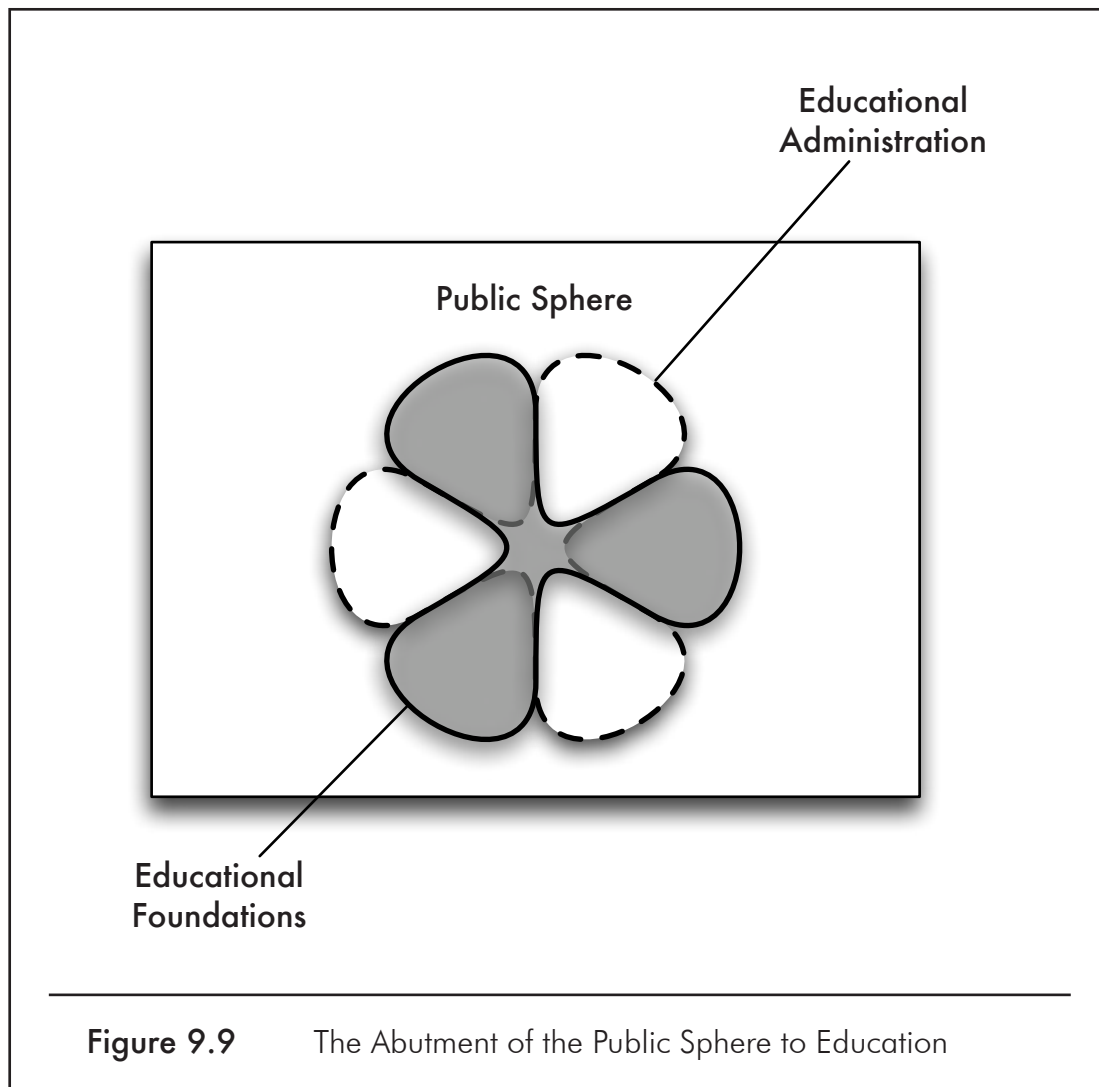 Educational
Administration
Public Sphere
Educational
Foundations
Figure 9.9 The Abutment of the Public Sphere to Education